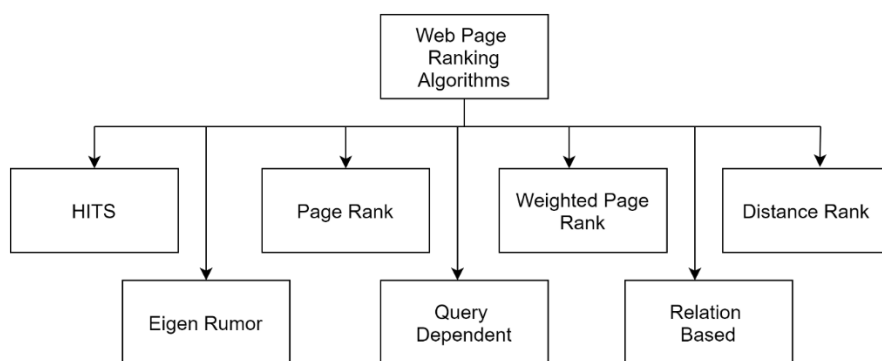 Web Page
Ranking
Algorithms
HITS
Page Rank
Weighted Page
Rank
Distance Rank
Eigen Rumor
Query
Dependent
Relation
Based